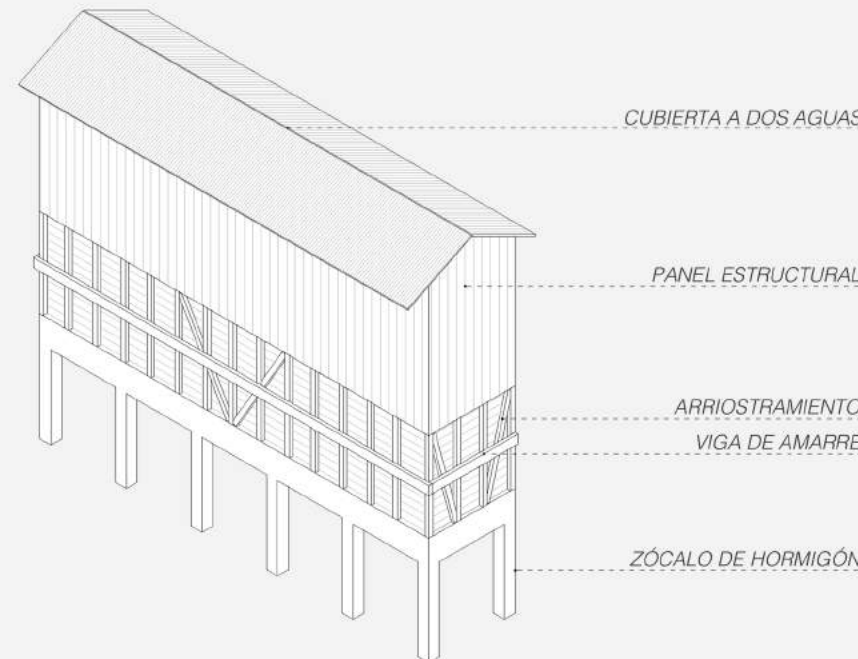 CUBIERTA A DOS AGUAS
PANEL ESTRUCTURAL
ARRIOSTRAMIENTO
VIGA DE AMARRE
ZÓCALO DE HORMIGÓN